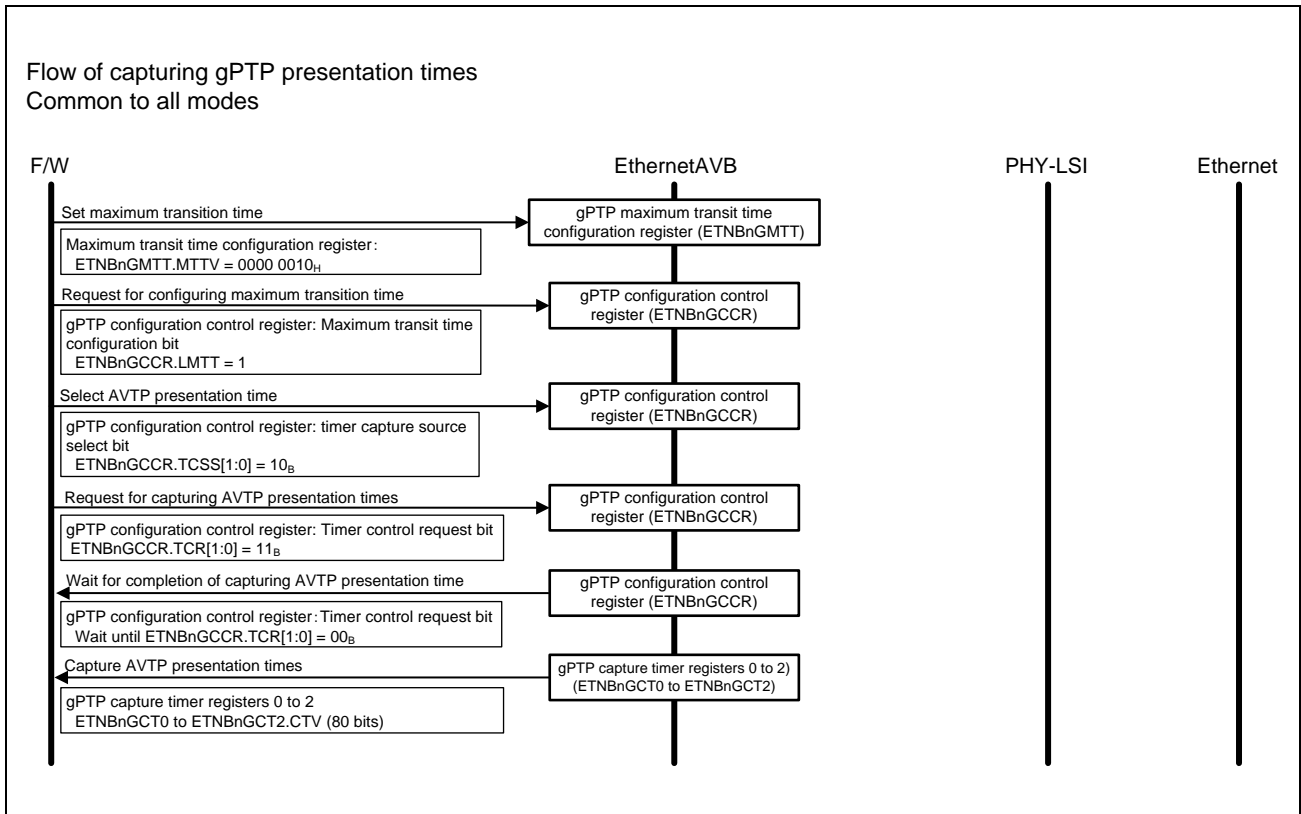 Flow of capturing gPTP presentation times
Common to all modes
F/W
EthernetAVB
PHY-LSI
Ethernet
Set maximum transition time
gPTP maximum transit time
configuration register (ETNBnGMTT)
Maximum transit time configuration register:
ETNBnGMTT.MTTV = 0000 0010H
Request for configuring maximum transition time
gPTP configuration control
register (ETNBnGCCR)
gPTP configuration control register: Maximum transit time
configuration bit
ETNBnGCCR.LMTT = 1
Select AVTP presentation time
gPTP configuration control
register (ETNBnGCCR)
gPTP configuration control register: timer capture source
select bit
ETNBnGCCR.TCSS[1:0] = 10B
Request for capturing AVTP presentation times
gPTP configuration control
register (ETNBnGCCR)
gPTP configuration control register: Timer control request bit
ETNBnGCCR.TCR[1:0] = 11B
Wait for completion of capturing AVTP presentation time
gPTP configuration control
register (ETNBnGCCR)
gPTP configuration control register: Timer control request bit
Wait until ETNBnGCCR.TCR[1:0] = 00B
Capture AVTP presentation times
gPTP capture timer registers 0 to 2)
(ETNBnGCT0 to ETNBnGCT2)
gPTP capture timer registers 0 to 2
ETNBnGCT0 to ETNBnGCT2.CTV (80 bits)